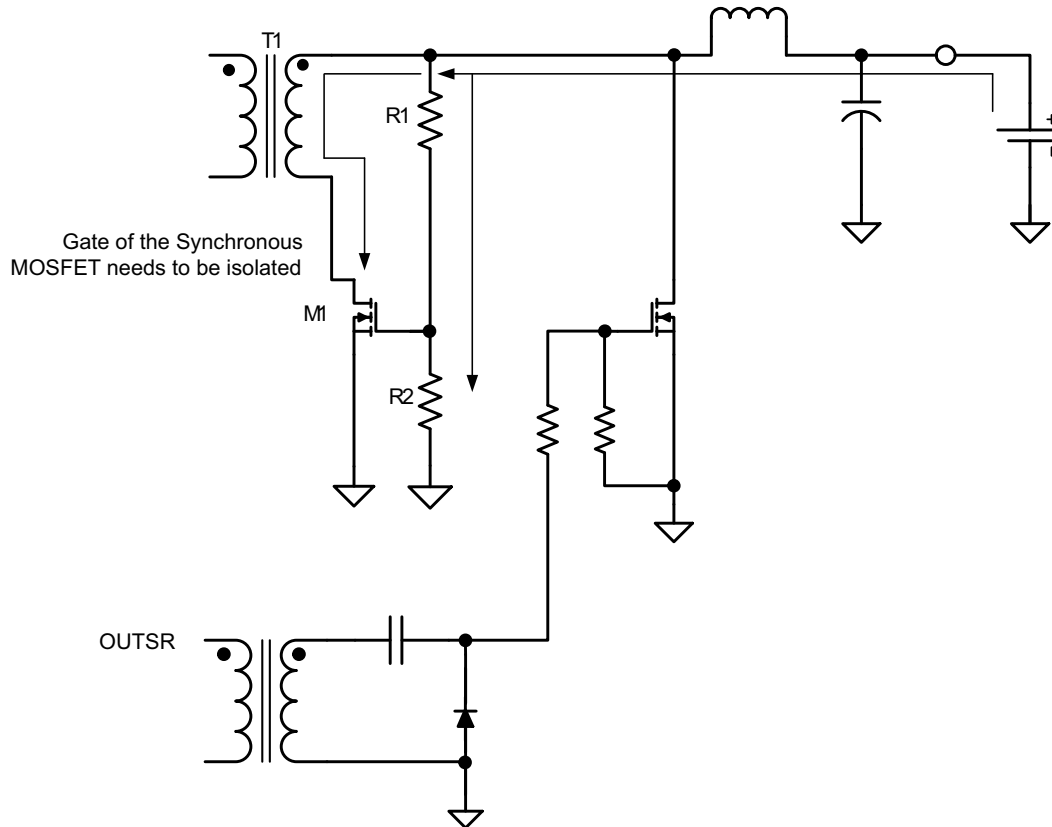 T1
R1
+
-
Gate of the Synchronous
MOSFET needs to be isolated
M1
R2
OUTSR